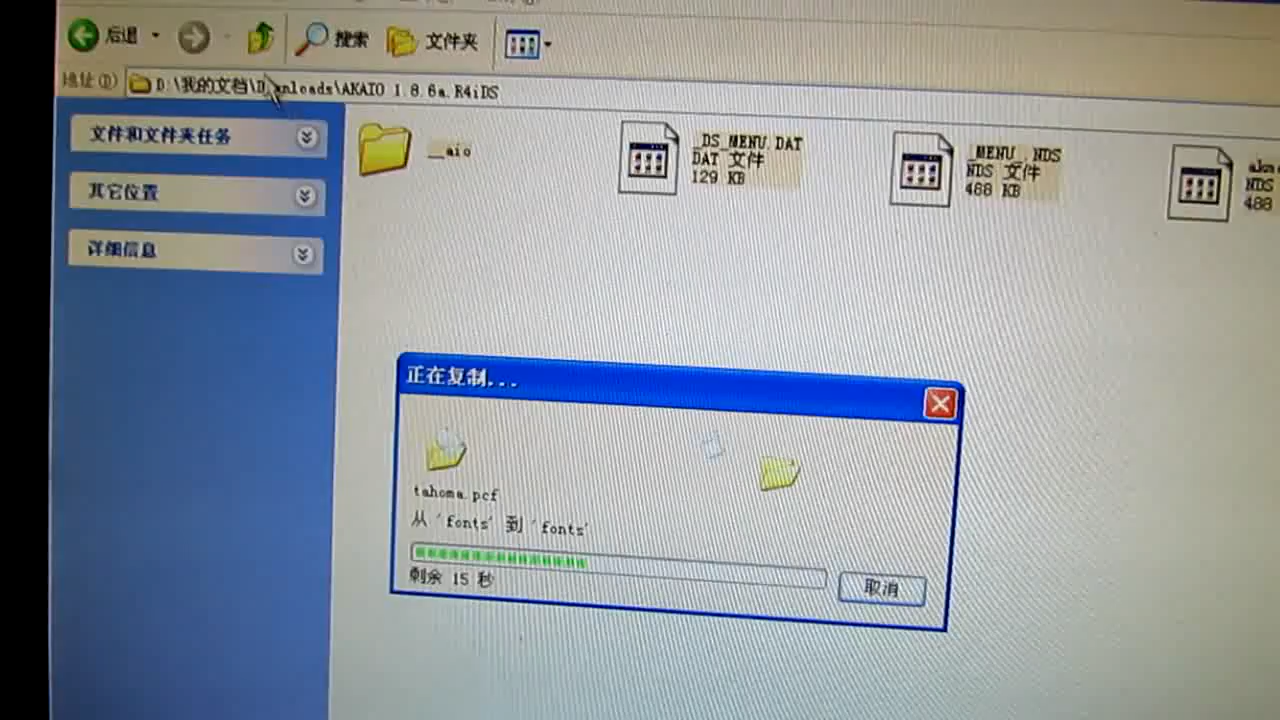 后退 搜索 文件夹
地址(D) D:\我的文档\Downloads\AKAIO 1.8.6a.R4iDS
文件和文件夹任务
其它位置
详细信息
__aio
_DS_MENU.DAT
DAT 文件
129 KB
_MENU_.NDS
NDS 文件
488 KB
NDS
488
正在复制...
tahoma.pcf
从 'fonts' 到 'fonts'
剩余 15 秒
取消